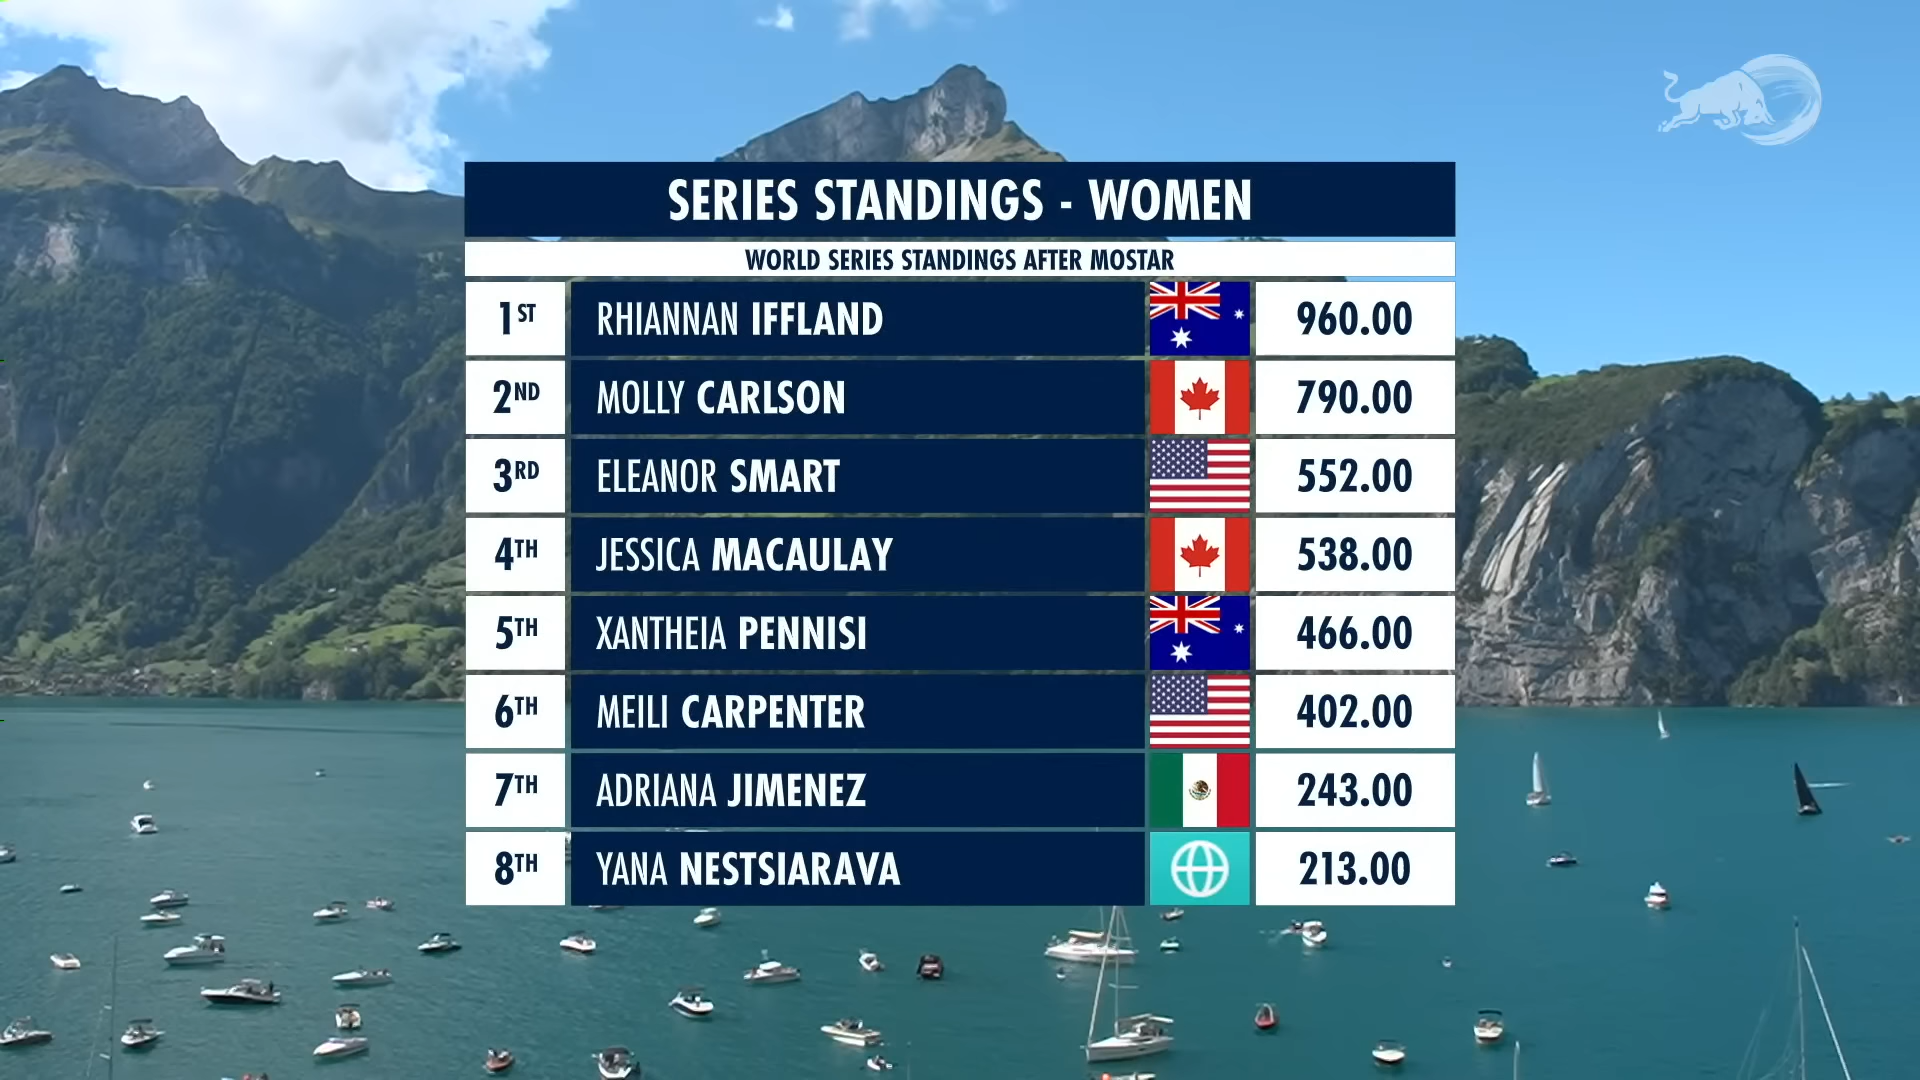 SERIES STANDINGS - WOMEN
WORLD SERIES STANDINGS AFTER MOSTAR
1ST RHIANNAN IFFLAND 960.00
2ND MOLLY CARLSON 790.00
3RD ELEANOR SMART 552.00
4TH JESSICA MACAULAY 538.00
5TH XANTHEIA PENNISI 466.00
6TH MEILI CARPENTER 402.00
7TH ADRIANA JIMENEZ 243.00
8TH YANA NESTSIARAVA 213.00